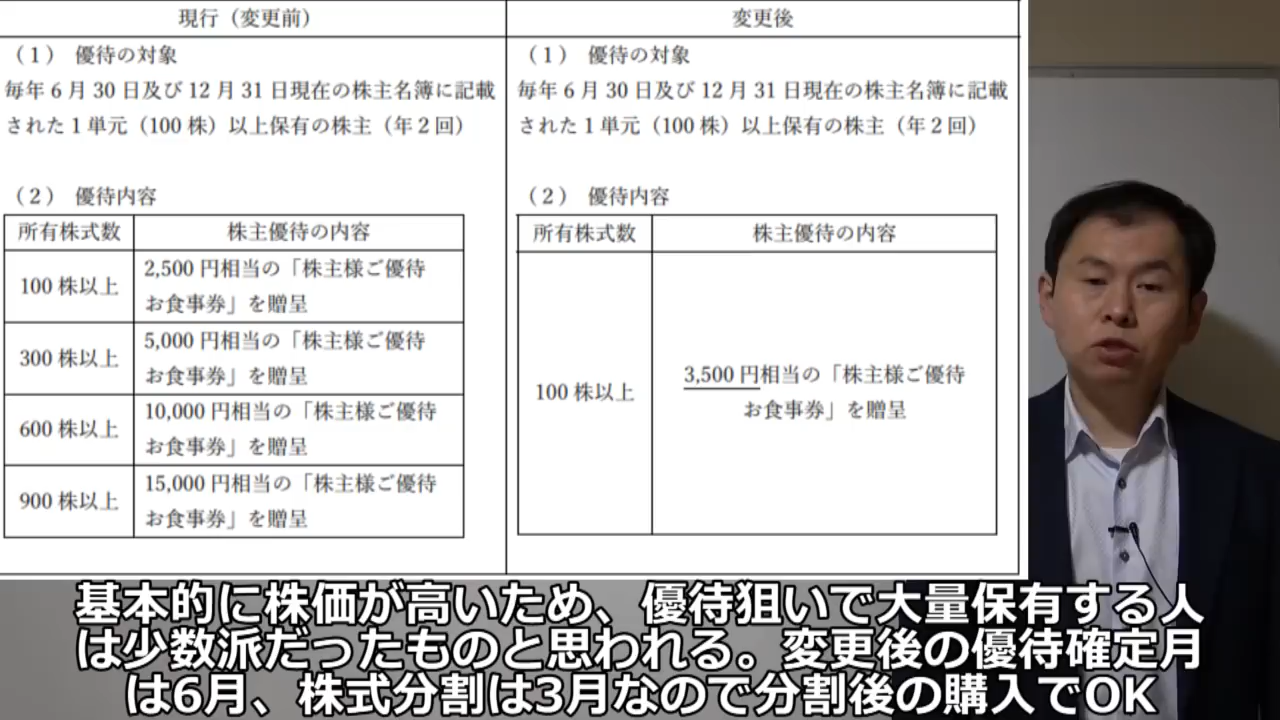 現行（変更前）
（1） 優待の対象
毎年 6 月 30 日及び 12 月 31 日現在の株主名簿に記載
された 1 単元（100 株）以上保有の株主（年 2 回）
（2） 優待内容
所有株式数 株主優待の内容
100 株以上
2,500 円相当の「株主様ご優待
お食事券」を贈呈
300 株以上
5,000 円相当の「株主様ご優待
お食事券」を贈呈
600 株以上
10,000 円相当の「株主様ご優待
お食事券」を贈呈
900 株以上
15,000 円相当の「株主様ご優待
お食事券」を贈呈
変更後
（1） 優待の対象
毎年 6 月 30 日及び 12 月 31 日現在の株主名簿に記載
された 1 単元（100 株）以上保有の株主（年 2 回）
（2） 優待内容
所有株式数 株主優待の内容
100 株以上
3,500 円相当の「株主様ご優待
お食事券」を贈呈
基本的に株価が高いため、優待狙いで大量保有する人
は少数派だったものと思われる。変更後の優待確定月
は6月、株式分割は3月なので分割後の購入でOK